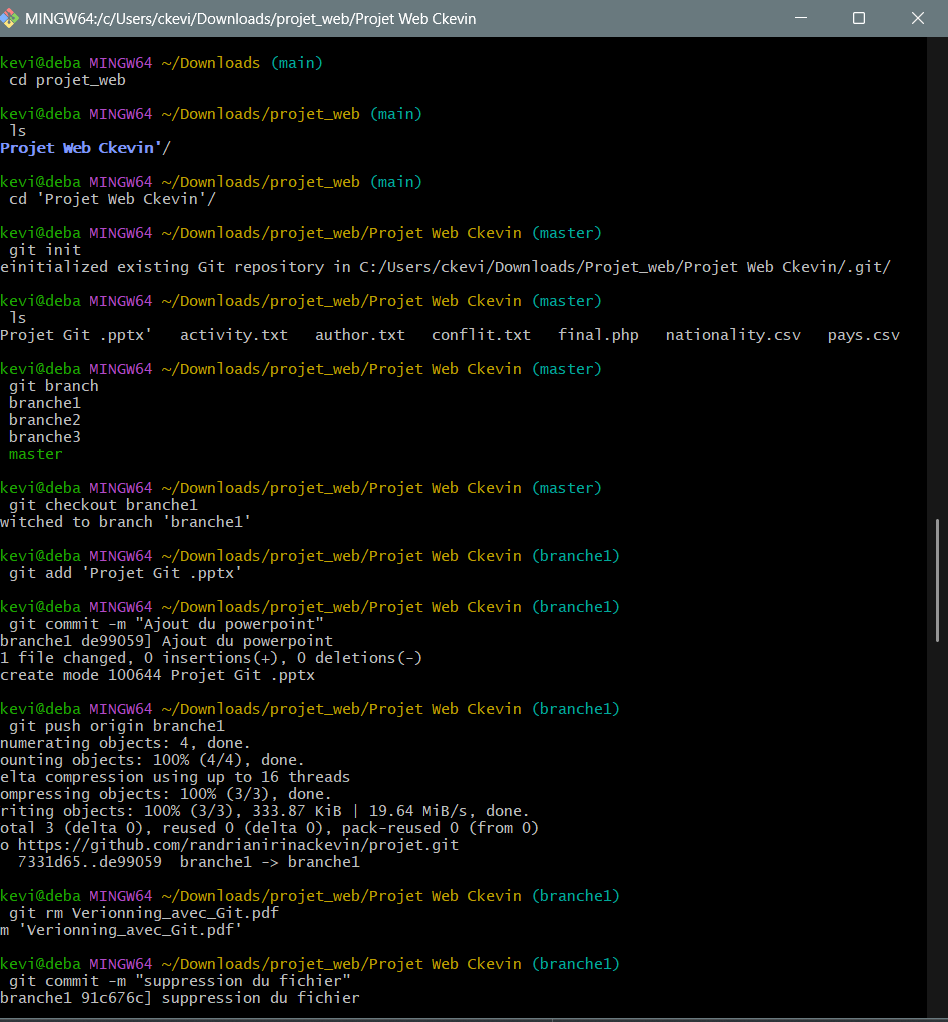 MINGW64:/c/Users/ckevi/Downloads/projet_web/Projet Web Ckevin
kevi@deba MINGW64 ~/Downloads (main)
cd projet_web
kevi@deba MINGW64 ~/Downloads/projet_web (main)
ls
Projet Web Ckevin'/
kevi@deba MINGW64 ~/Downloads/projet_web (main)
cd 'Projet Web Ckevin'/
kevi@deba MINGW64 ~/Downloads/projet_web/Projet Web Ckevin (master)
git init
einitialized existing Git repository in C:/Users/ckevi/Downloads/Projet_web/Projet Web Ckevin/.git/
kevi@deba MINGW64 ~/Downloads/projet_web/Projet Web Ckevin (master)
ls
Projet Git .pptx'   activity.txt   author.txt   conflit.txt   final.php   nationality.csv   pays.csv
kevi@deba MINGW64 ~/Downloads/projet_web/Projet Web Ckevin (master)
git branch
branche1
branche2
branche3
master
kevi@deba MINGW64 ~/Downloads/projet_web/Projet Web Ckevin (master)
git checkout branche1
witched to branch 'branche1'
kevi@deba MINGW64 ~/Downloads/projet_web/Projet Web Ckevin (branche1)
git add 'Projet Git .pptx'
kevi@deba MINGW64 ~/Downloads/projet_web/Projet Web Ckevin (branche1)
git commit -m "Ajout du powerpoint"
branche1 de99059] Ajout du powerpoint
1 file changed, 0 insertions(+), 0 deletions(-)
create mode 100644 Projet Git .pptx
kevi@deba MINGW64 ~/Downloads/projet_web/Projet Web Ckevin (branche1)
git push origin branche1
numerating objects: 4, done.
ounting objects: 100% (4/4), done.
elta compression using up to 16 threads
ompressing objects: 100% (3/3), done.
riting objects: 100% (3/3), 333.87 KiB | 19.64 MiB/s, done.
otal 3 (delta 0), reused 0 (delta 0), pack-reused 0 (from 0)
o https://github.com/randrianirinackevin/projet.git
7331d65..de99059  branche1 -> branche1
kevi@deba MINGW64 ~/Downloads/projet_web/Projet Web Ckevin (branche1)
git rm Verionning_avec_Git.pdf
m 'Verionning_avec_Git.pdf'
kevi@deba MINGW64 ~/Downloads/projet_web/Projet Web Ckevin (branche1)
git commit -m "suppression du fichier"
branche1 91c676c] suppression du fichier